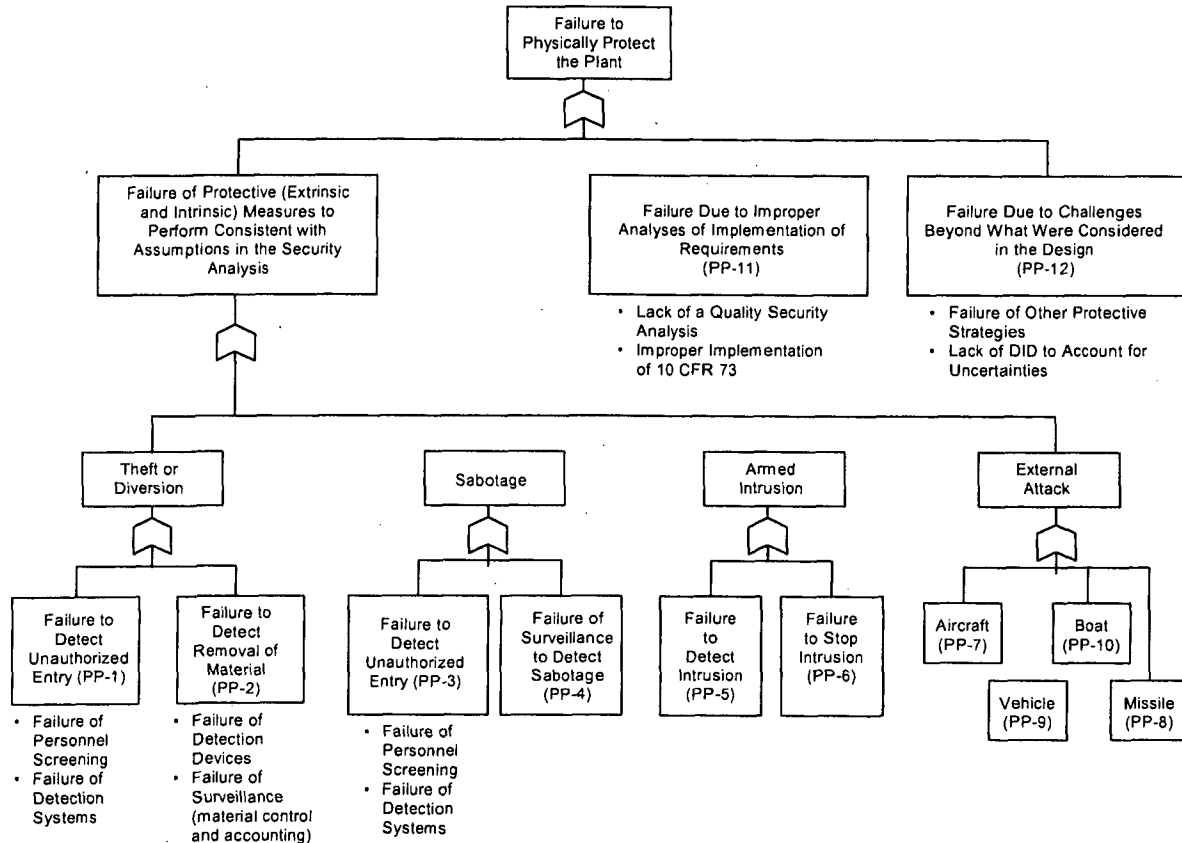 Failure to
Physically Protect
the Plant
Failure of Protective (Extrinsic
and Intrinsic) Measures to
Perform Consistent with
Assumptions in the Security
Analysis
Failure Due to Improper
Analyses of Implementation of
Requirements
(PP-11)
• Lack of a Quality Security
Analysis
• Improper Implementation
of 10 CFR 73
Failure Due to Challenges
Beyond What Were Considered
in the Design
(PP-12)
• Failure of Other Protective
Strategies
• Lack of DID to Account for
Uncertainties
Theft or
Diversion
Sabotage
Armed
Intrusion
External
Attack
Failure to
Detect
Unauthorized
Entry (PP-1)
• Failure of
Personnel
Screening
• Failure of
Detection
Systems
Failure to
Detect
Removal of
Material
(PP-2)
• Failure of
Detection
Devices
• Failure of
Surveillance
(material control
and accounting)
Failure to
Detect
Unauthorized
Entry (PP-3)
• Failure of
Personnel
Screening
• Failure of
Detection
Systems
Failure of
Surveillance
to Detect
Sabotage
(PP-4)
Failure
to
Detect
Intrusion
(PP-5)
Failure
to Stop
Intrusion
(PP-6)
Aircraft
(PP-7)
Boat
(PP-10)
Vehicle
(PP-9)
Missile
(PP-8)